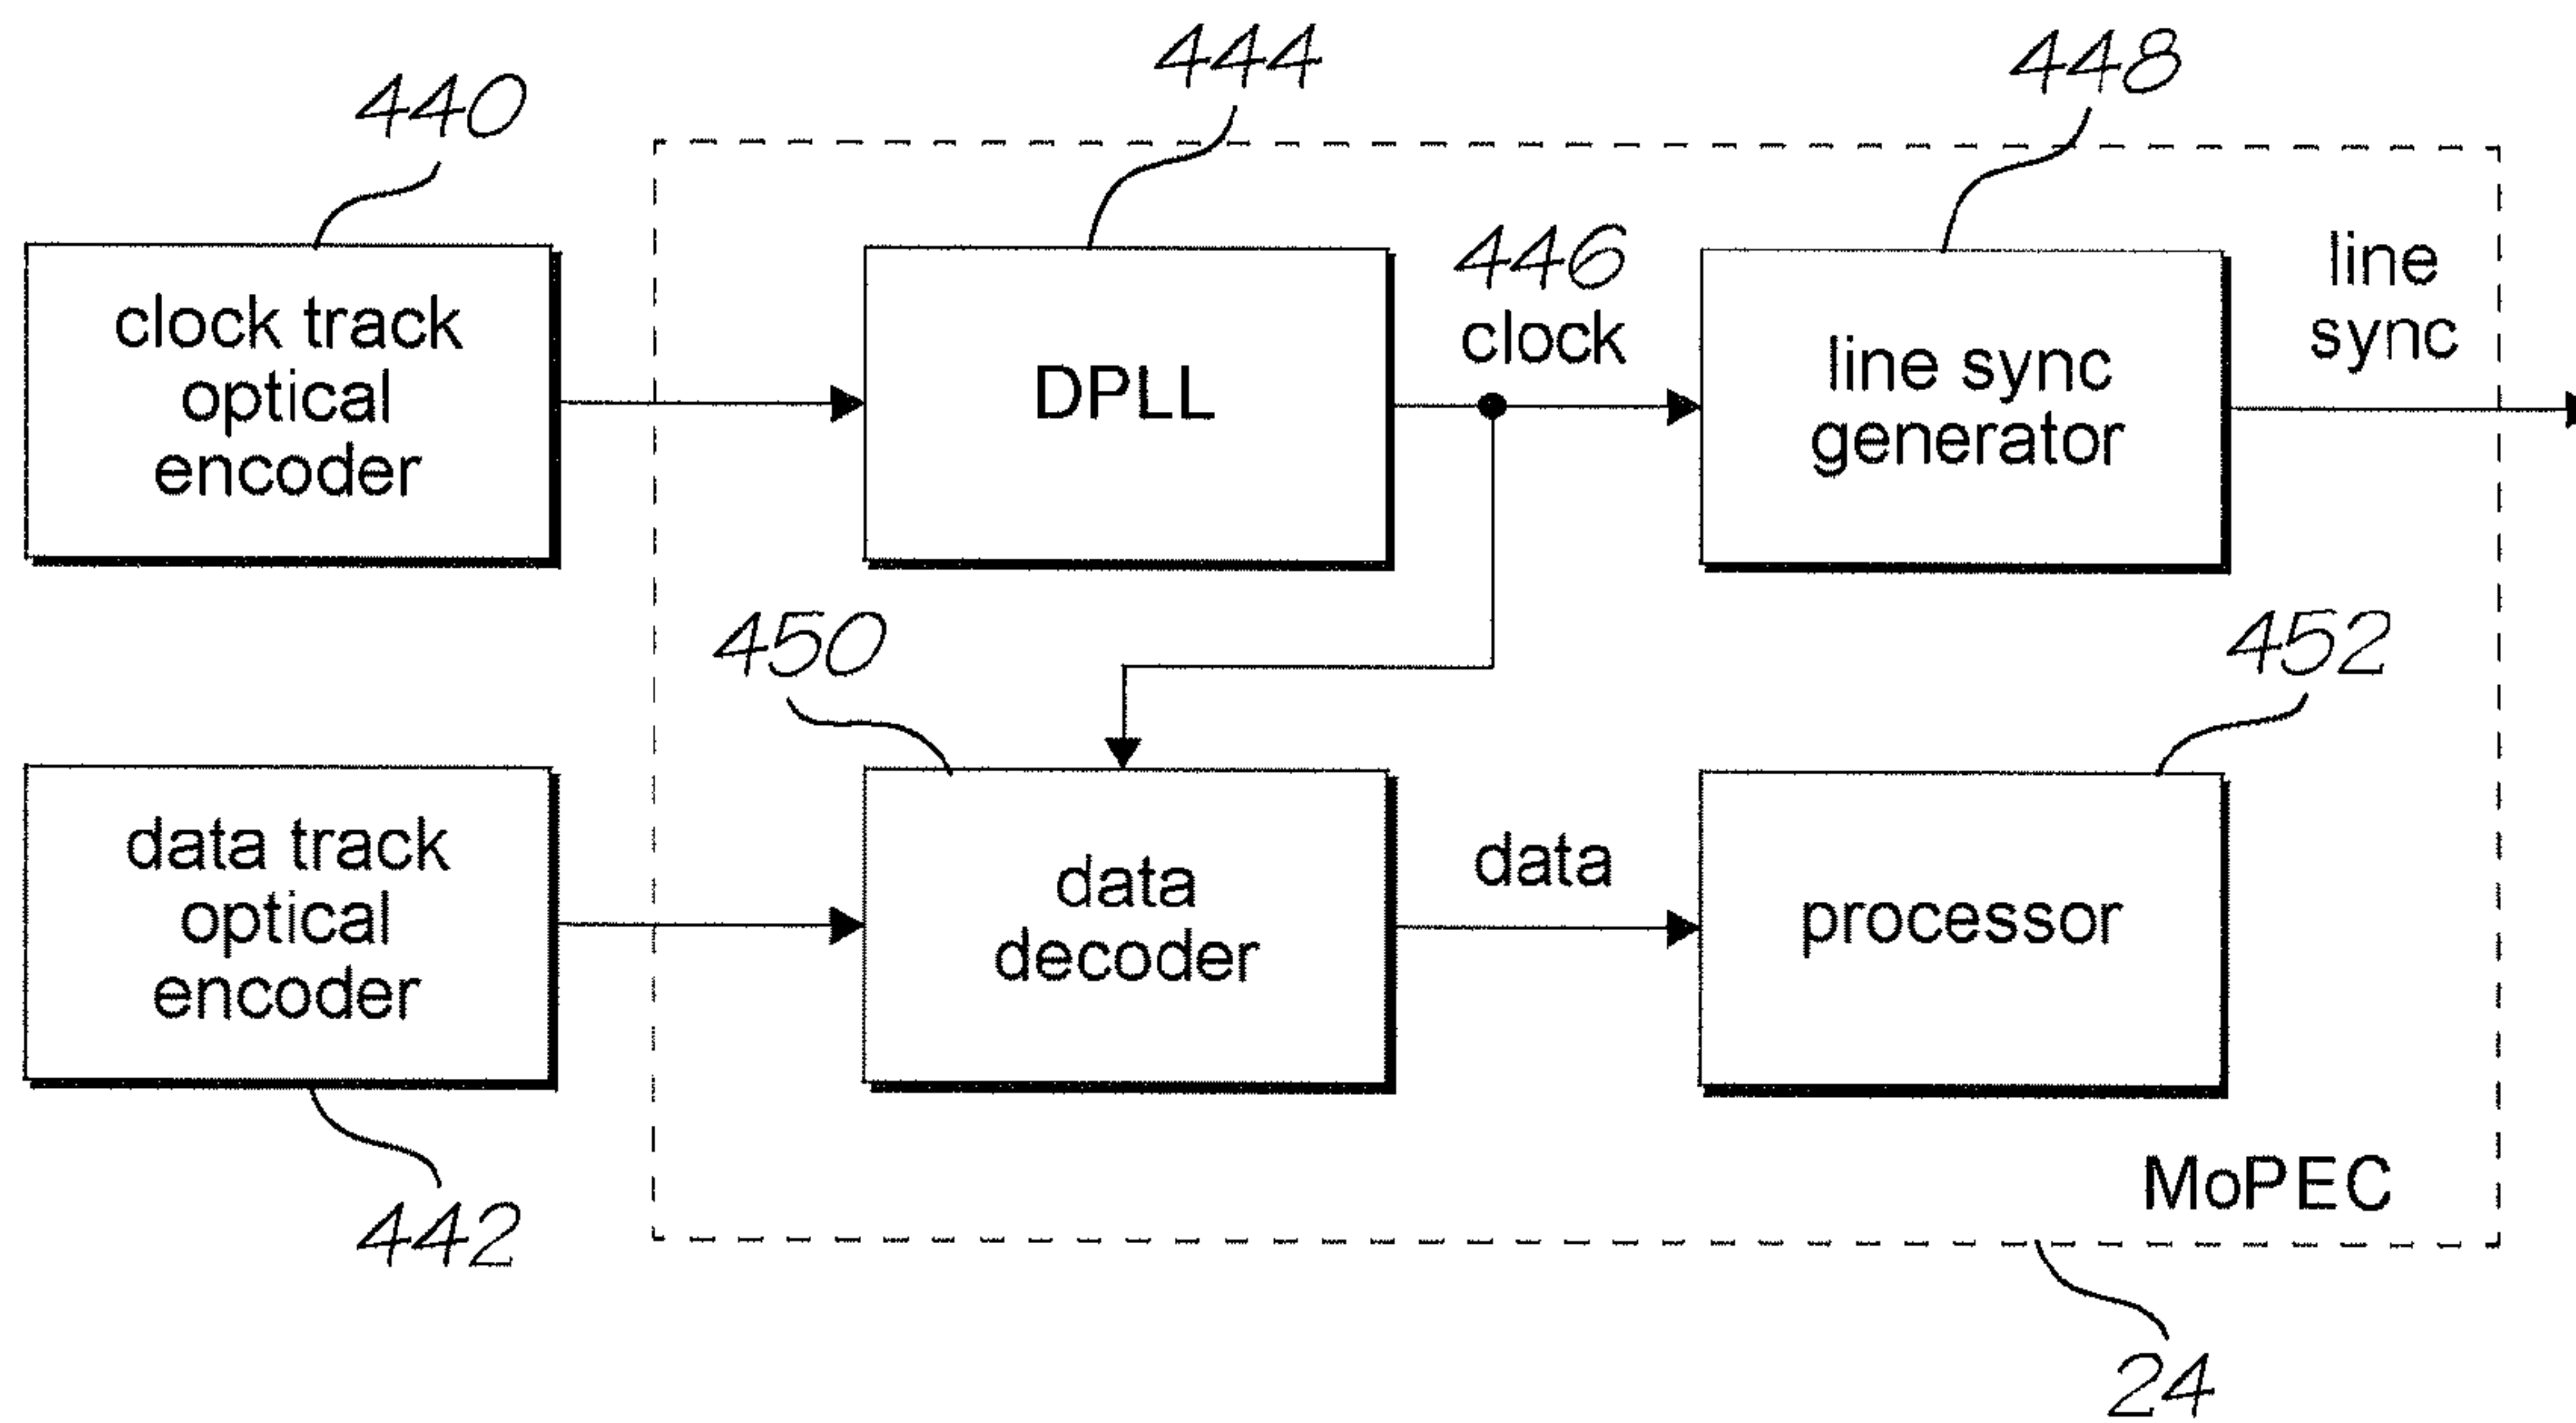 444
448
440
446
clock
line
sync
clock track
optical
encoder
DPLL
line sync
generator
450
452
data track
optical
encoder
data
decoder
data
processor
MoPEC
442
24